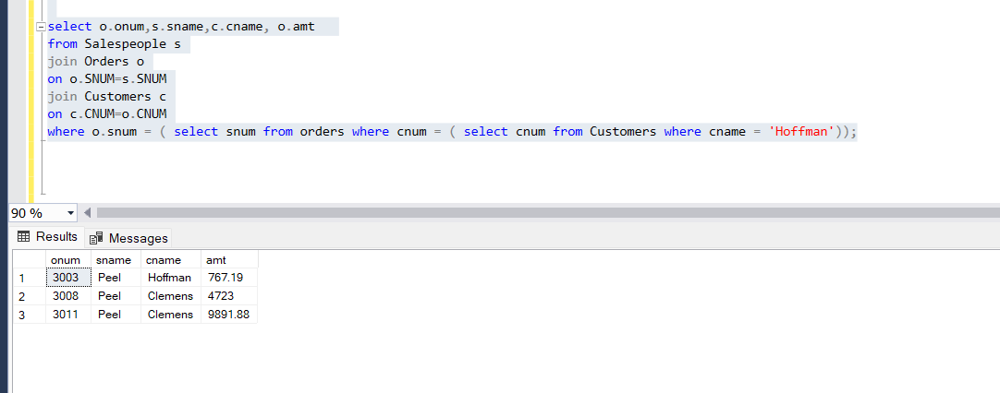 select o.onum,s.sname,c.cname, o.amt
from Salespeople s
join Orders o
on o.SNUM=s.SNUM
join Customers c
on c.CNUM=o.CNUM
where o.snum = ( select snum from orders where cnum = ( select cnum from Customers where cname = 'Hoffman'));
90 %
Results Messages
onum sname cname amt
1 3003 Peel Hoffman 767.19
2 3008 Peel Clemens 4723
3 3011 Peel Clemens 9891.88